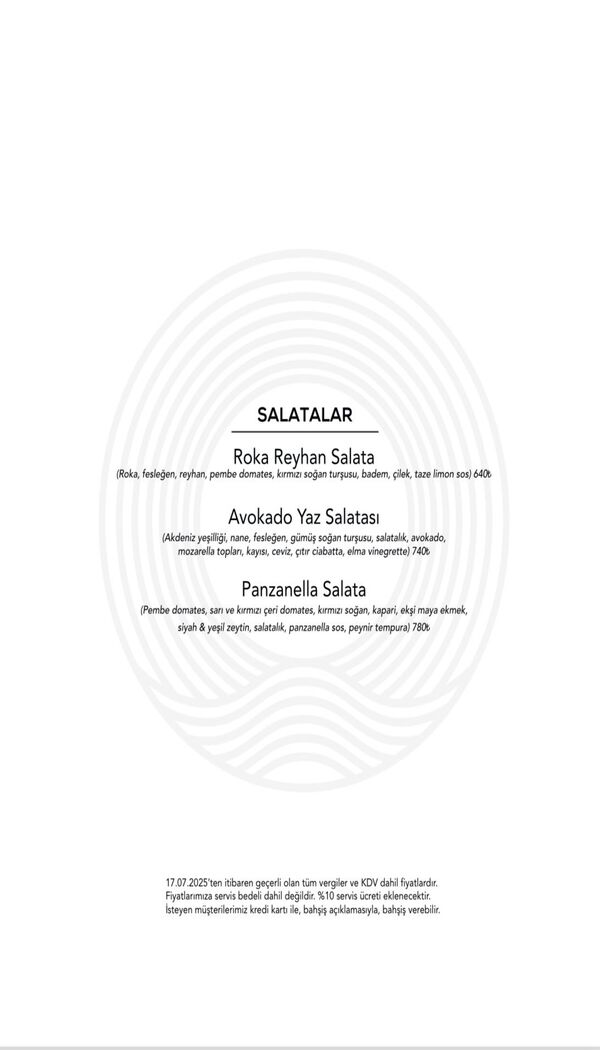 SALATALAR
Roka Reyhan Salata
(Roka, fesleğen, reyhan, pembe domates, kırmızı soğan turşusu, badem, çilek, taze limon sos) 640₺
Avokado Yaz Salatası
(Akdeniz yeşilliği, nane, fesleğen, gümüş soğan turşusu, salatalık, avokado,
mozarella topları, kayısı, ceviz, çıtır ciabatta, elma vinegrette) 740₺
Panzanella Salata
(Pembe domates, sarı ve kırmızı çeri domates, kırmızı soğan, kapari, ekşi maya ekmek,
siyah & yeşil zeytin, salatalık, panzanella sos, peynir tempura) 780₺
17.07.2025'ten itibaren geçerli olan tüm vergiler ve KDV dahil fiyatlardır.
Fiyatlarımıza servis bedeli dahil değildir. %10 servis ücreti eklenecektir.
İsteyen müşterilerimiz kredi kartı ile, bahşiş açıklamasıyla, bahşiş verebilir.